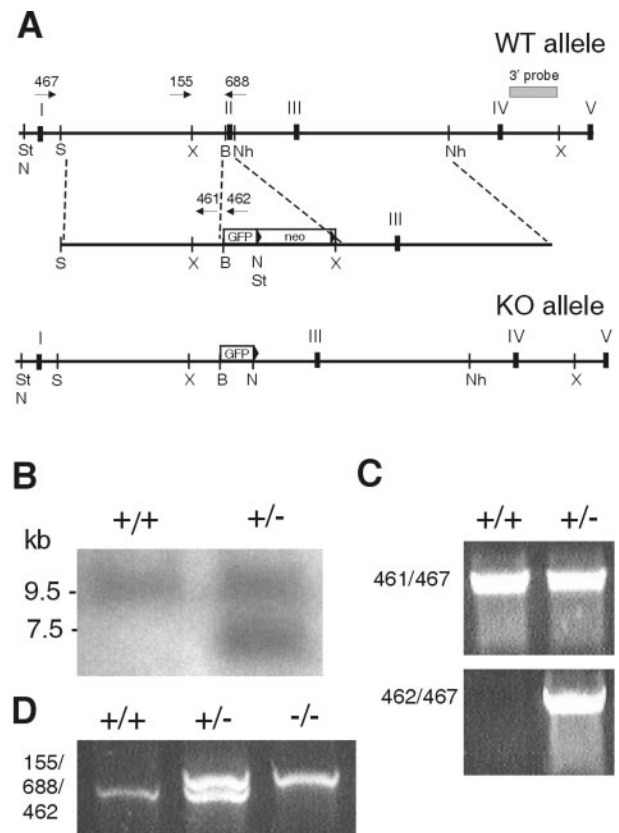 A
WT allele
467 155 688 3' probe
I II III IV V
St S X B Nh Nh X
N
461 462
III
GFP neo
S X B N X
St
KO allele
I III IV V
GFP
St S X B N Nh X
N
B
+/+ +/-
kb
9.5 -
7.5 -
C
+/+ +/-
461/467
462/467
D
+/+ +/- -/-
155/
688/
462